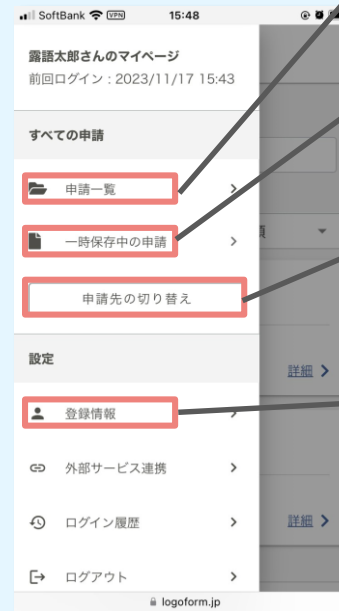 SoftBank VPN 15:48
露語太郎さんのマイページ
前回ログイン : 2023/11/17 15:43
すべての申請
申請一覧
一時保存中の申請
申請先の切り替え
設定
詳細
登録情報
外部サービス連携
ログイン履歴
詳細
ログアウト
logoform.jp